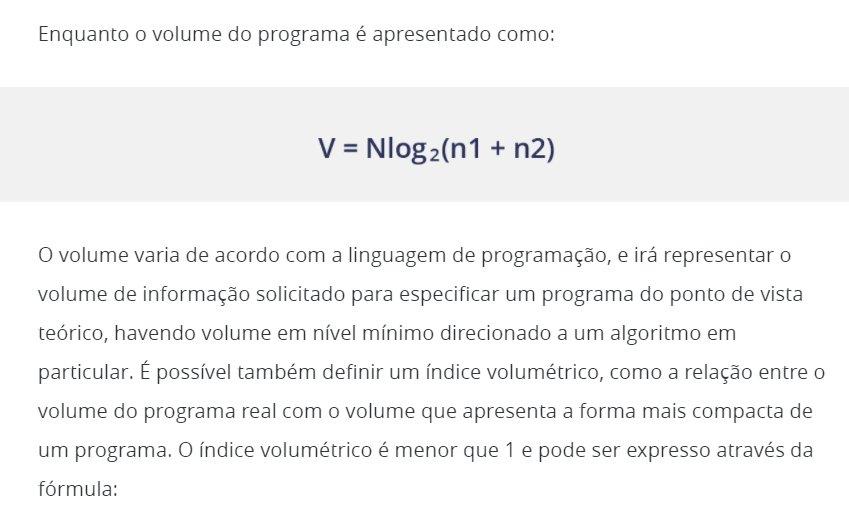 Enquanto o volume do programa é apresentado como:
V = Nlog₂(n1 + n2)
O volume varia de acordo com a linguagem de programação, e irá representar o
volume de informação solicitado para especificar um programa do ponto de vista
teórico, havendo volume em nível mínimo direcionado a um algoritmo em
particular. É possível também definir um índice volumétrico, como a relação entre o
volume do programa real com o volume que apresenta a forma mais compacta de
um programa. O índice volumétrico é menor que 1 e pode ser expresso através da
fórmula: